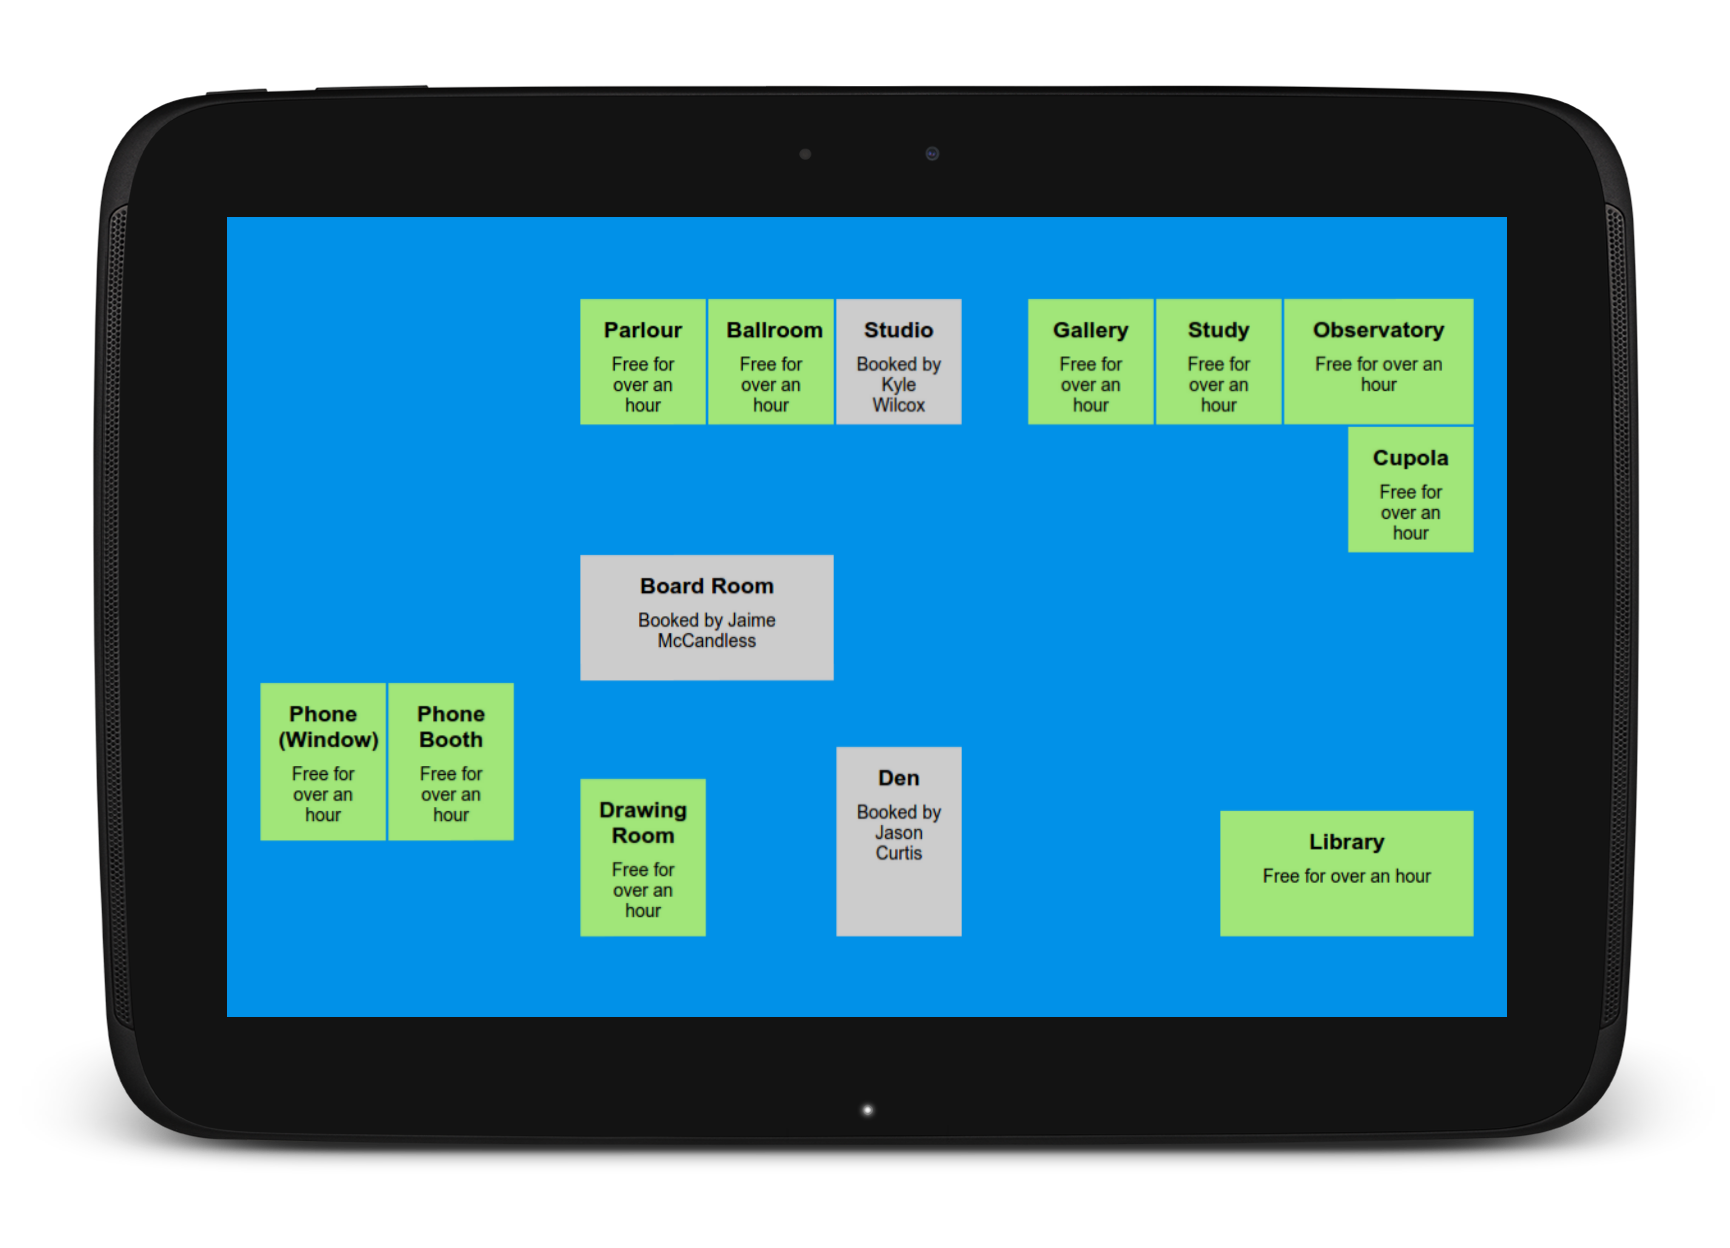 Parlour
Free for
over an
hour
Ballroom
Free for
over an
hour
Studio
Booked by
Kyle
Wilcox
Gallery
Free for
over an
hour
Study
Free for
over an
hour
Observatory
Free for over an
hour
Cupola
Free for
over an
hour
Board Room
Booked by Jaime
McCandless
Phone
(Window)
Free for
over an
hour
Phone
Booth
Free for
over an
hour
Drawing
Room
Free for
over an
hour
Den
Booked by
Jason
Curtis
Library
Free for over an hour